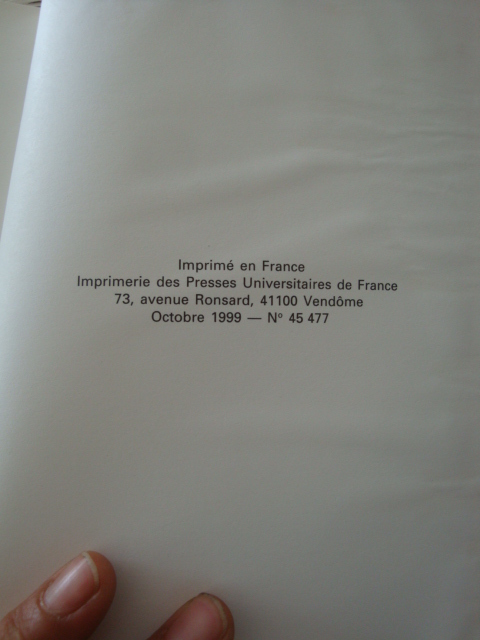 Imprimé en France
Imprimerie des Presses Universitaires de France
73, avenue Ronsard, 41100 Vendôme
Octobre 1999 — Nº 45 477